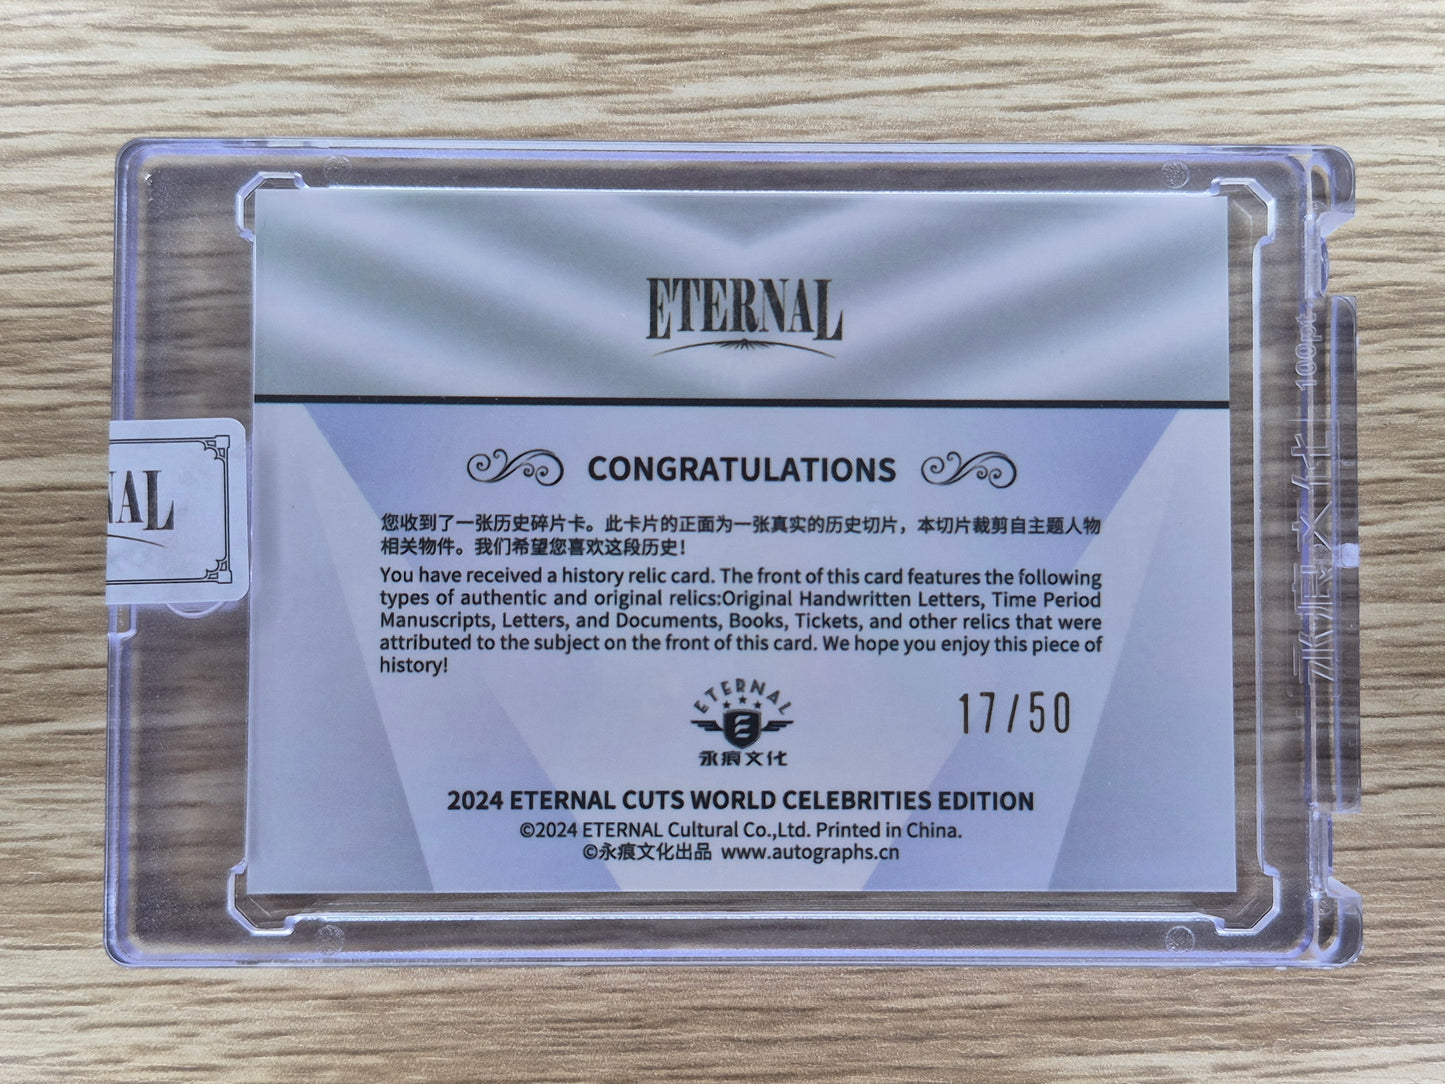 ETERNAL
CONGRATULATIONS
您收到了一张历史碎片卡。此卡片的正面为一张真实的历史切片，本切片裁剪自主题人物
相关物件。我们希望您喜欢这段历史！
You have received a history relic card. The front of this card features the following
types of authentic and original relics:Original Handwritten Letters, Time Period
Manuscripts, Letters, and Documents, Books, Tickets, and other relics that were
attributed to the subject on the front of this card. We hope you enjoy this piece of
history!
ETERNAL
永痕文化
17/50
2024 ETERNAL CUTS WORLD CELEBRITIES EDITION
©2024 ETERNAL Cultural Co.,Ltd. Printed in China.
©永痕文化出品 www.autographs.cn
NAL
永痕文化
100pt